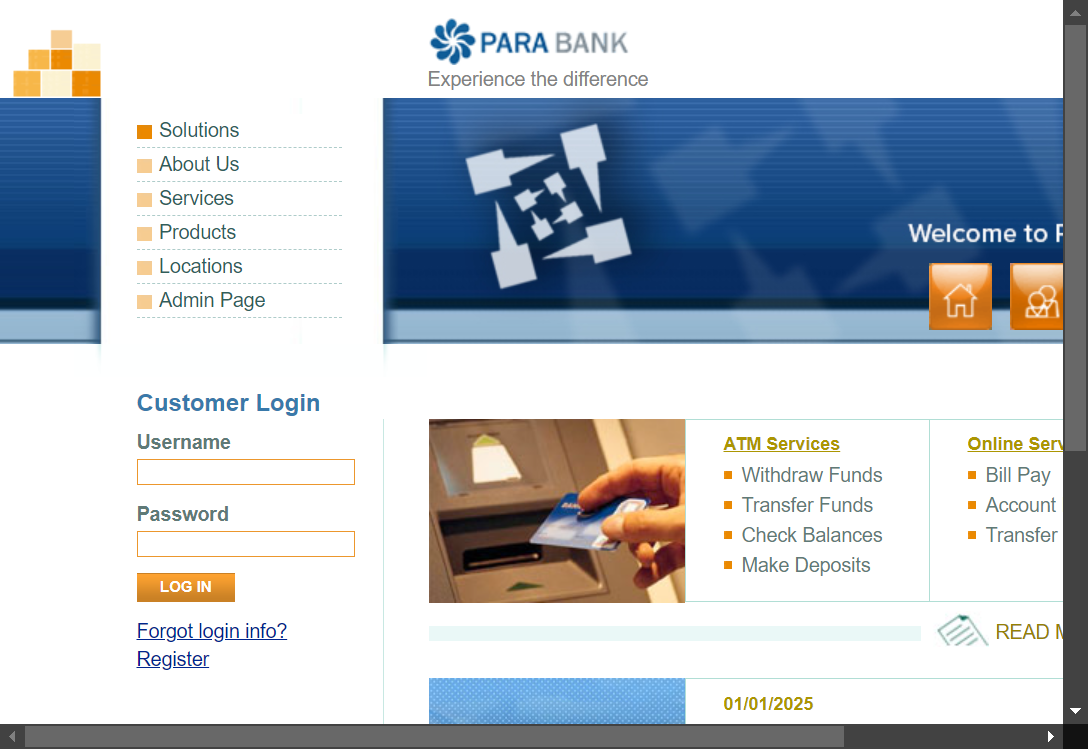 PARA BANK
Experience the difference
Solutions
About Us
Services
Products
Locations
Admin Page
Welcome to
Customer Login
Username
Password
LOG IN
Forgot login info?
Register
ATM Services
Withdraw Funds
Transfer Funds
Check Balances
Make Deposits
Online
Bill Pay
Account
Transfer
READ
01/01/2025